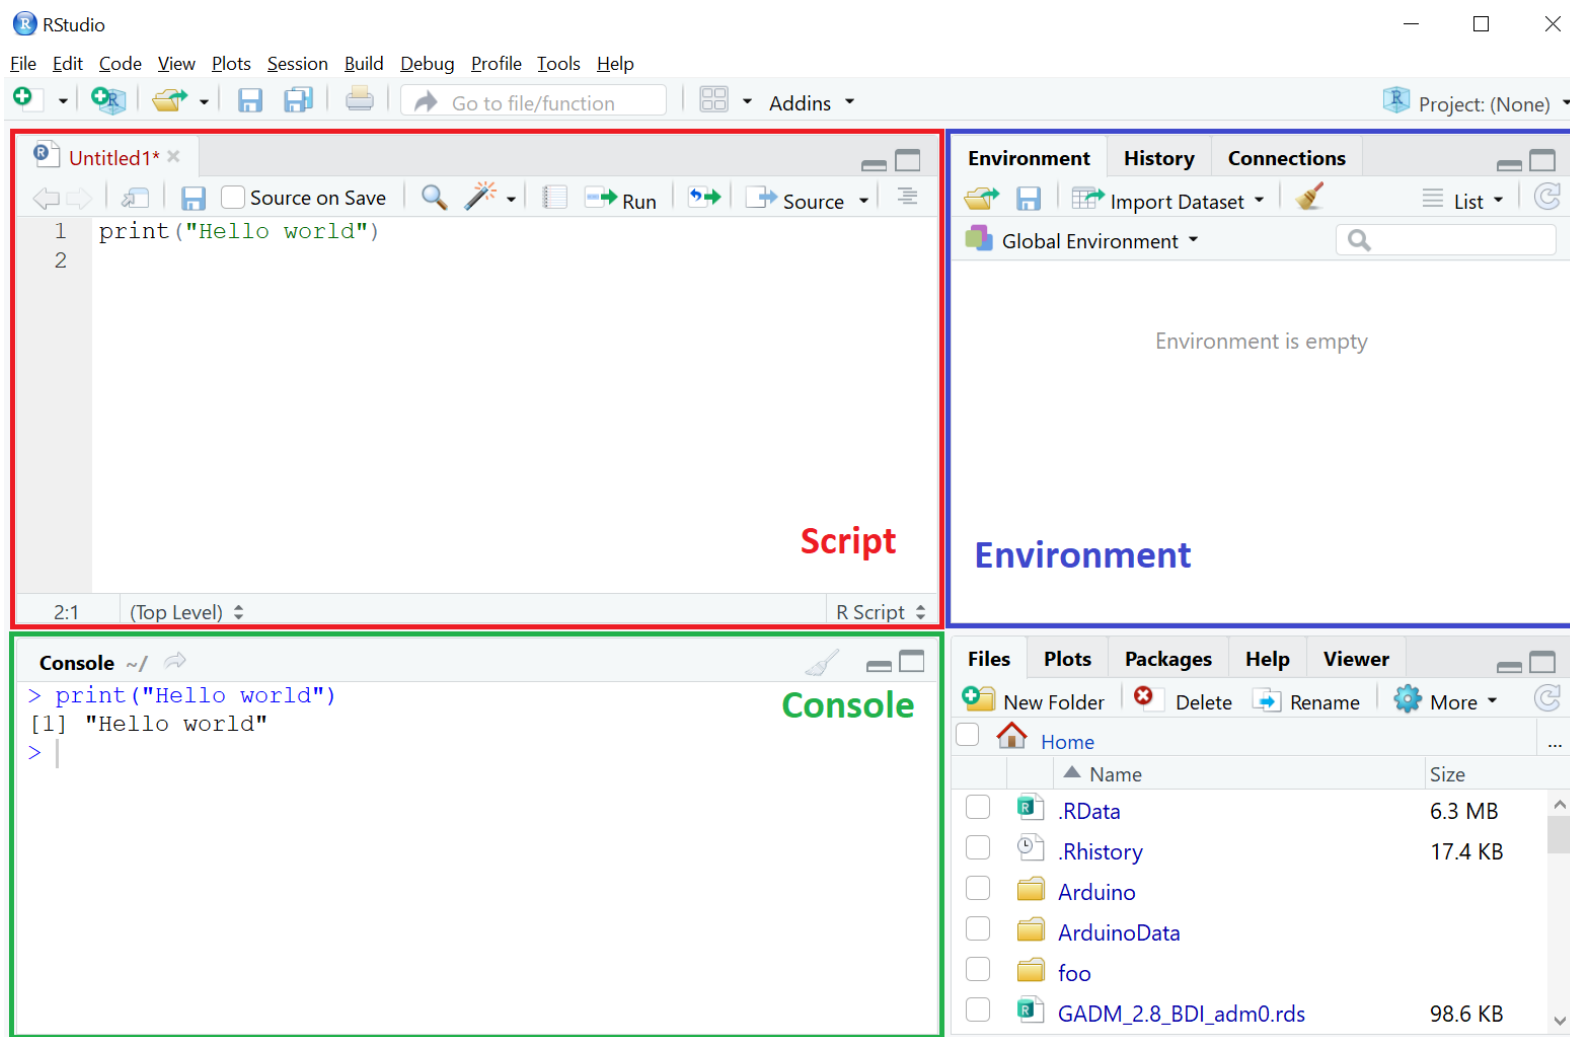 RStudio
File Edit Code View Plots Session Build Debug Profile Tools Help
Go to file/function Addins Project: (None)
Untitled1*
Source on Save Run Source
1 print("Hello world")
2
Script
2:1 (Top Level) R Script
Environment History Connections
Import Dataset List
Global Environment
Environment is empty
Environment
Console ~/
> print("Hello world")
[1] "Hello world"
>
Console
Files Plots Packages Help Viewer
New Folder Delete Rename More
Home ...
Name Size
.RData 6.3 MB
.Rhistory 17.4 KB
Arduino
ArduinoData
foo
GADM_2.8_BDI_adm0.rds 98.6 KB